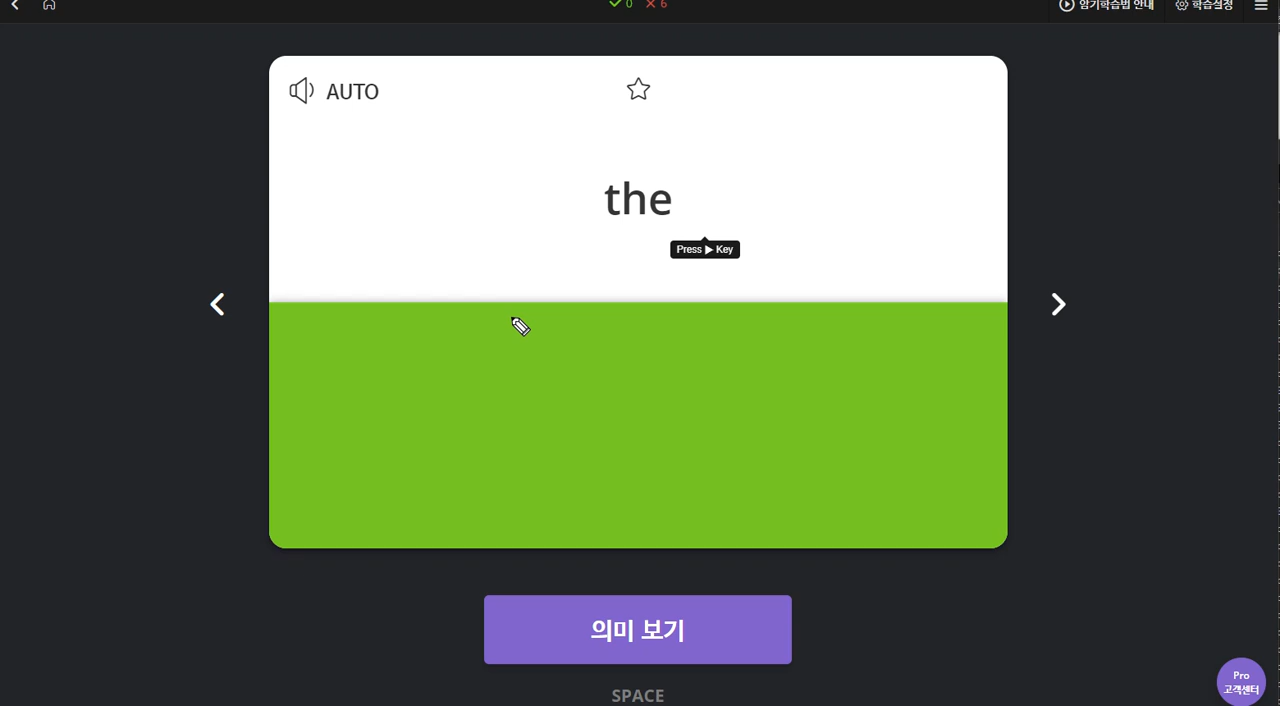 0 6 암기학습법 안내 학습설정
AUTO
the
Press ▶ Key
의미 보기
SPACE
Pro
고객센터